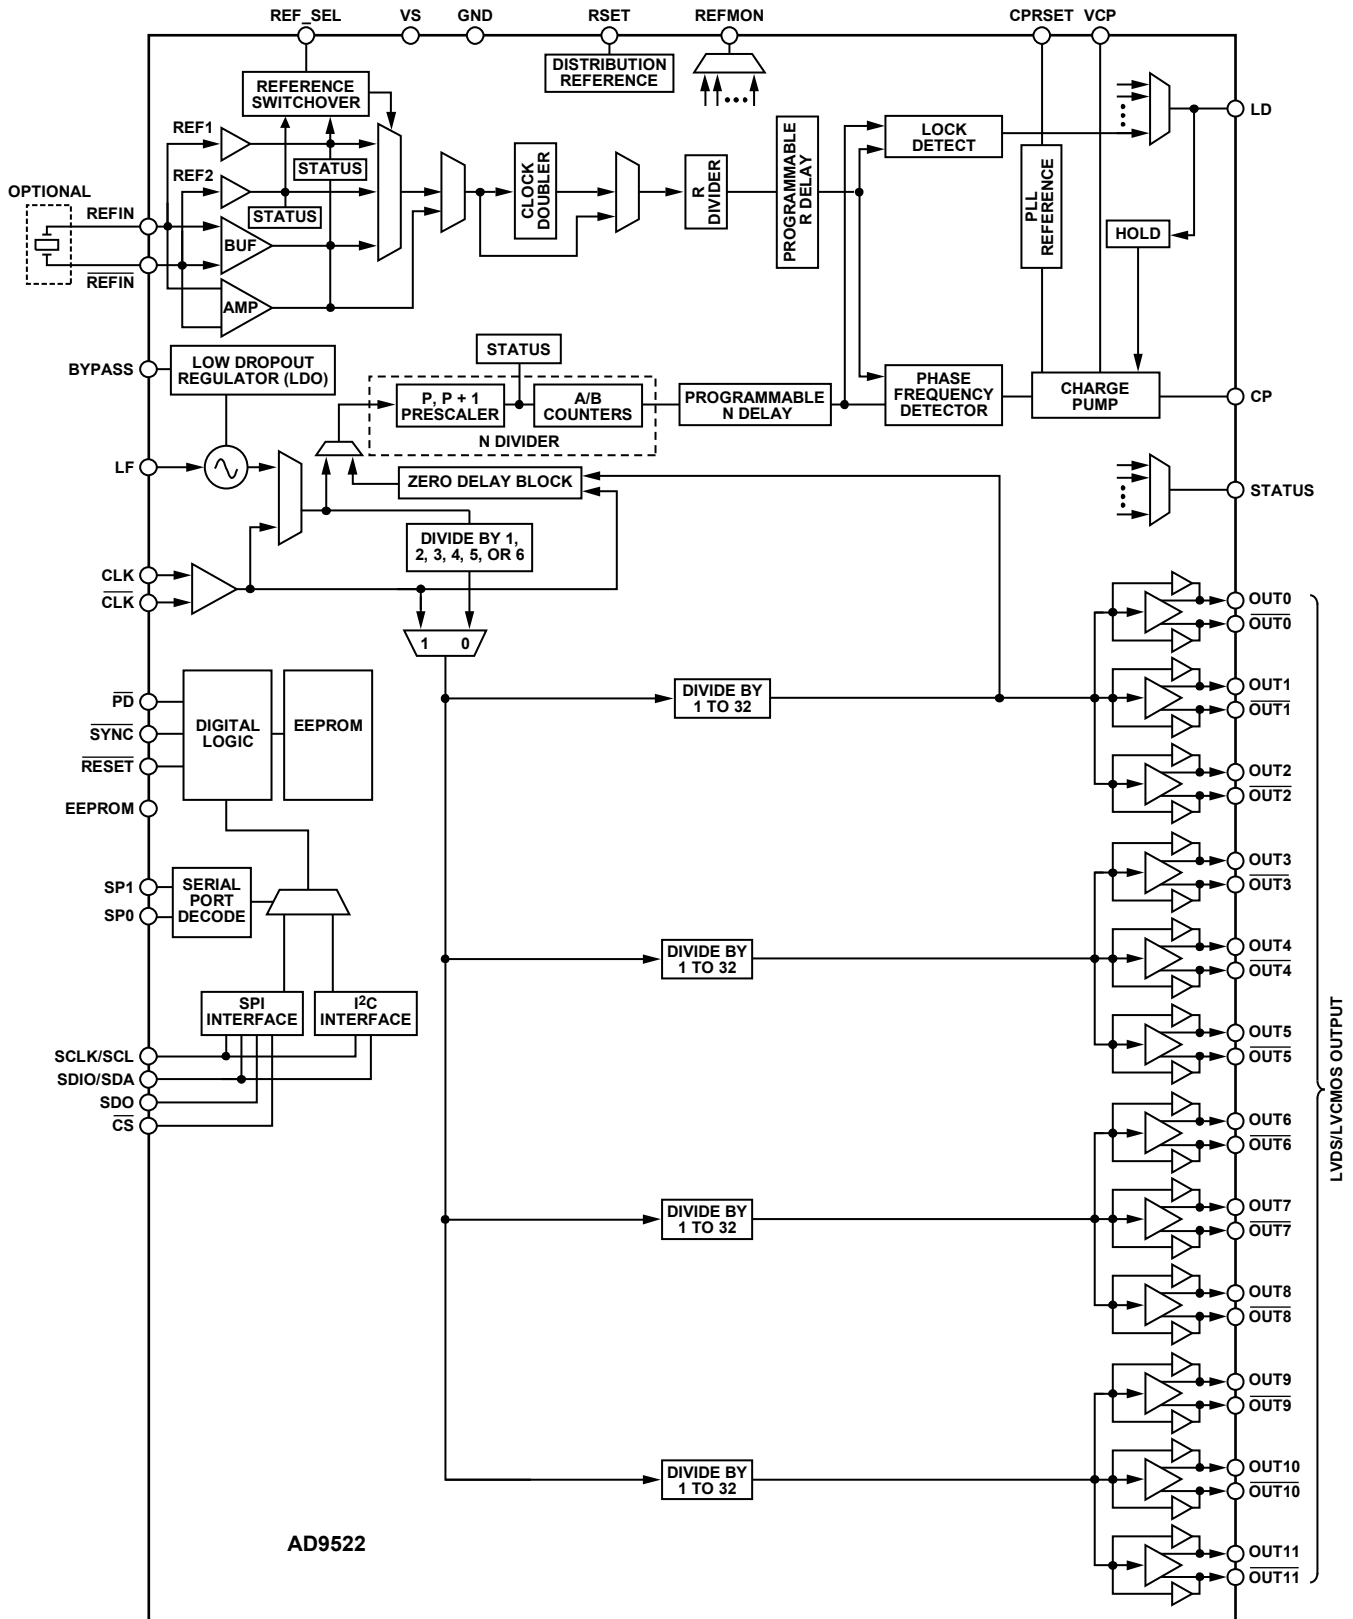 REF_SEL VS GND RSET REFMON CPRSET VCP
DISTRIBUTION
REFERENCE
REFERENCE
SWITCHOVER
LD
REF1
LOCK
DETECT
STATUS
PROGRAMMABLE
R DELAY
CLOCK
DOUBLER
R
DIVIDER
PLL
REFERENCE
OPTIONAL
REF2
STATUS
REFIN
HOLD
BUF
REFIN
AMP
STATUS
BYPASS
LOW DROPOUT
REGULATOR (LDO)
P, P + 1
PRESCALER
A/B
COUNTERS
N DIVIDER
PROGRAMMABLE
N DELAY
PHASE
FREQUENCY
DETECTOR
CHARGE
PUMP
CP
LF
ZERO DELAY BLOCK
STATUS
DIVIDE BY 1,
2, 3, 4, 5, OR 6
CLK
CLK
1 0
OUT0
OUT0
DIVIDE BY
1 TO 32
OUT1
OUT1
PD
SYNC
RESET
DIGITAL
LOGIC
EEPROM
OUT2
OUT2
EEPROM
OUT3
OUT3
SP1
SP0
SERIAL
PORT
DECODE
DIVIDE BY
1 TO 32
OUT4
OUT4
SPI
INTERFACE
I2C
INTERFACE
OUT5
OUT5
SCLK/SCL
SDIO/SDA
SDO
CS
LVDS/LVCMOS OUTPUT
OUT6
OUT6
DIVIDE BY
1 TO 32
OUT7
OUT7
OUT8
OUT8
OUT9
OUT9
DIVIDE BY
1 TO 32
OUT10
OUT10
AD9522
OUT11
OUT11